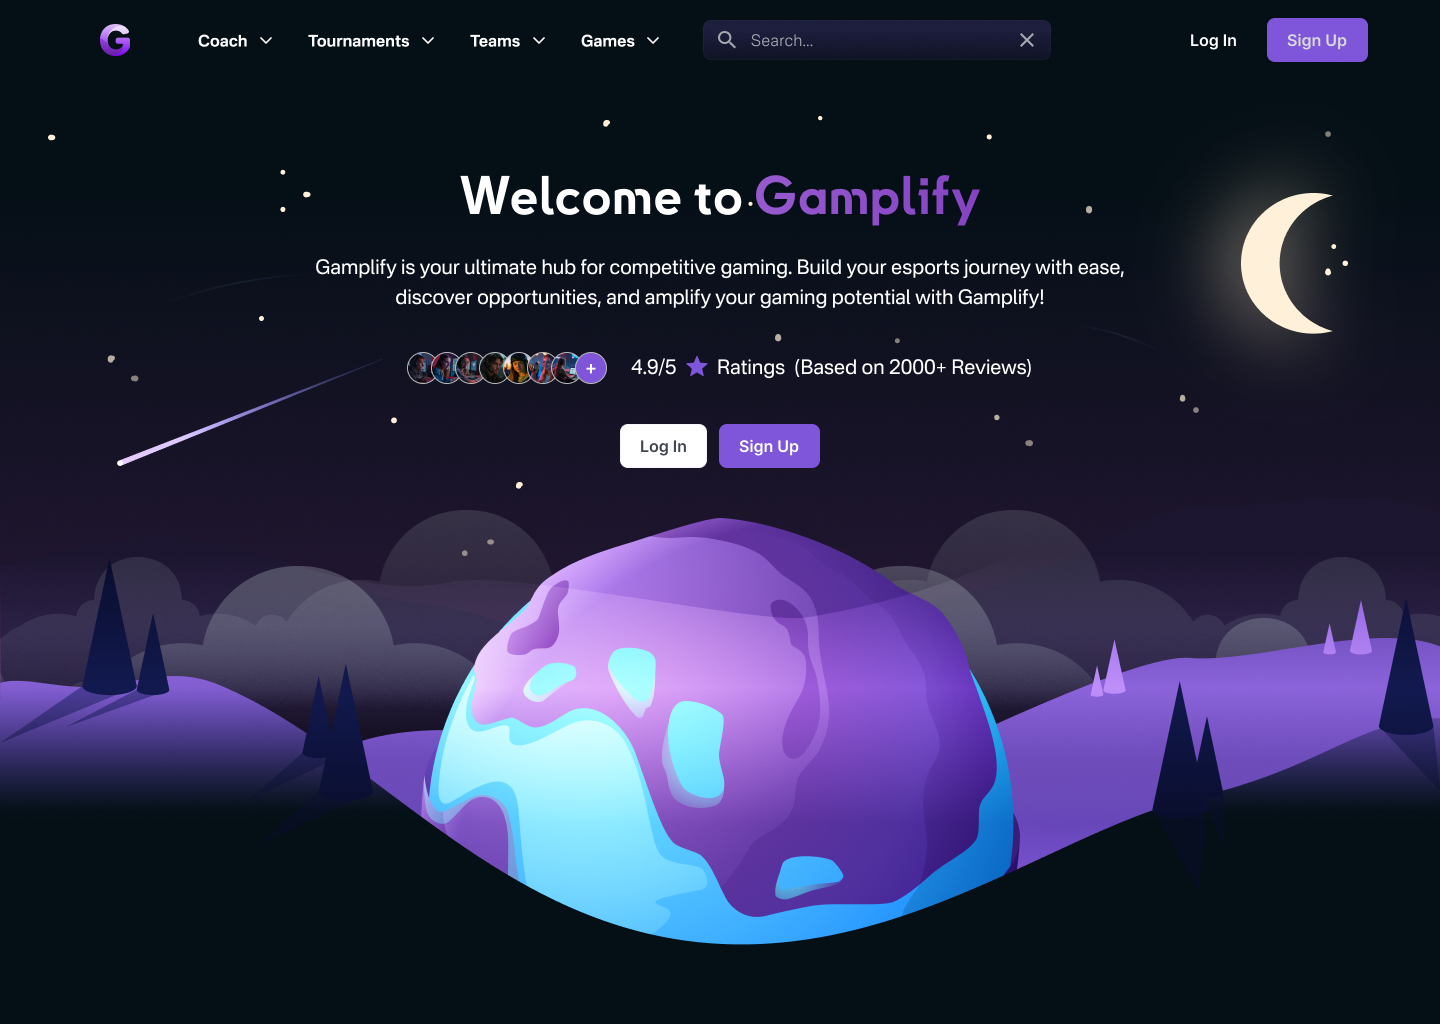 G
Coach
Tournaments
Teams
Games
Search...
Log In
Sign Up
Welcome to Gamplify
Gamplify is your ultimate hub for competitive gaming. Build your esports journey with ease,
discover opportunities, and amplify your gaming potential with Gamplify!
+ 4.9/5 Ratings (Based on 2000+ Reviews)
Log In
Sign Up